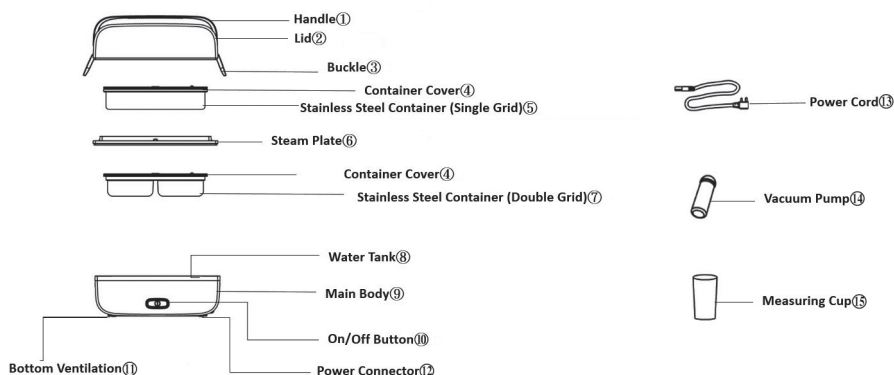 Handle①
Lid②
Buckle③
Container Cover④
Stainless Steel Container (Single Grid)⑤
Steam Plate⑥
Container Cover④
Stainless Steel Container (Double Grid)⑦
Water Tank⑧
Main Body⑨
On/Off Button⑩
Bottom Ventilation⑪
Power Connector⑫
Power Cord⑬
Vacuum Pump⑭
Measuring Cup⑮